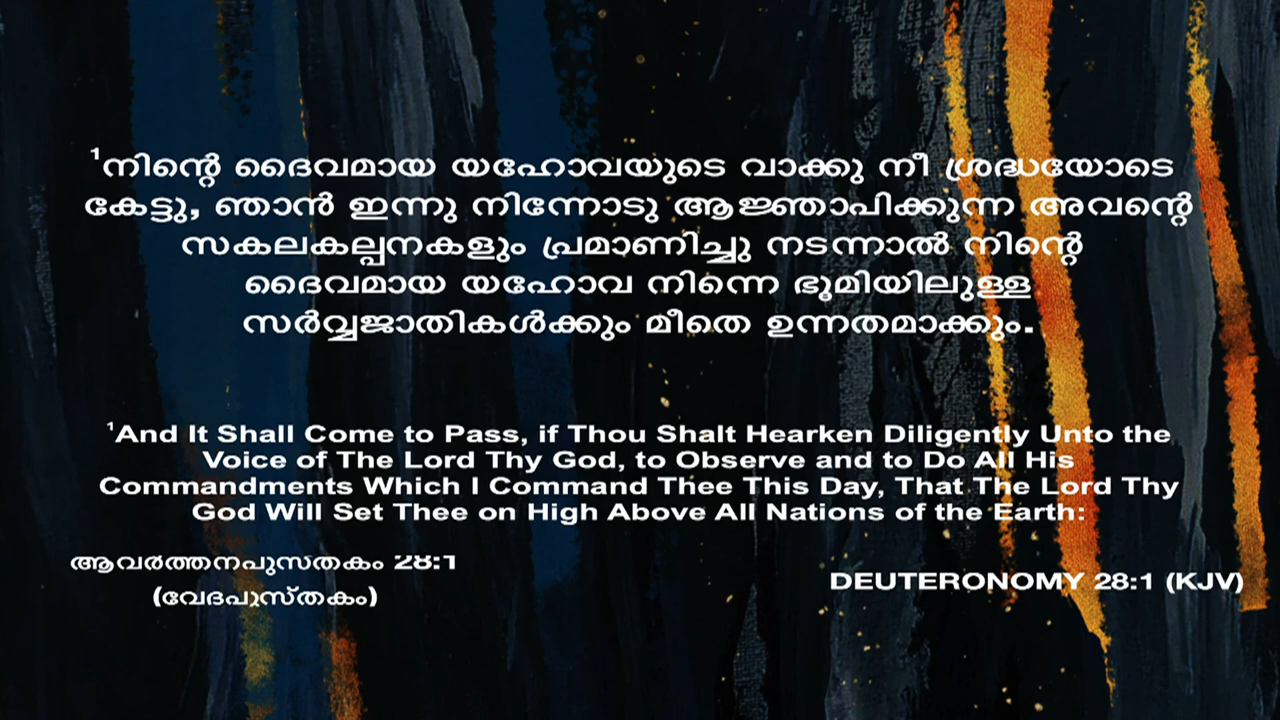 ¹നിന്റെ ദൈവമായ യഹോവയുടെ വാക്കു നീ ശ്രദ്ധയോടെ
കേട്ടു, ഞാൻ ഇന്നു നിന്നോടു ആജ്ഞാപിക്കുന്ന അവന്റെ
സകലകല്പനകളും പ്രമാണിച്ചു നടന്നാൽ നിന്റെ
ദൈവമായ യഹോവ നിന്നെ ഭൂമിയിലുള്ള
സർവ്വജാതികൾക്കും മീതെ ഉന്നതമാക്കും.
¹And It Shall Come to Pass, if Thou Shalt Hearken Diligently Unto the
Voice of The Lord Thy God, to Observe and to Do All His
Commandments Which I Command Thee This Day, That The Lord Thy
God Will Set Thee on High Above All Nations of the Earth:
ആവർത്തനപുസ്തകം 28:1
(വേദപുസ്തകം)
DEUTERONOMY 28:1 (KJV)